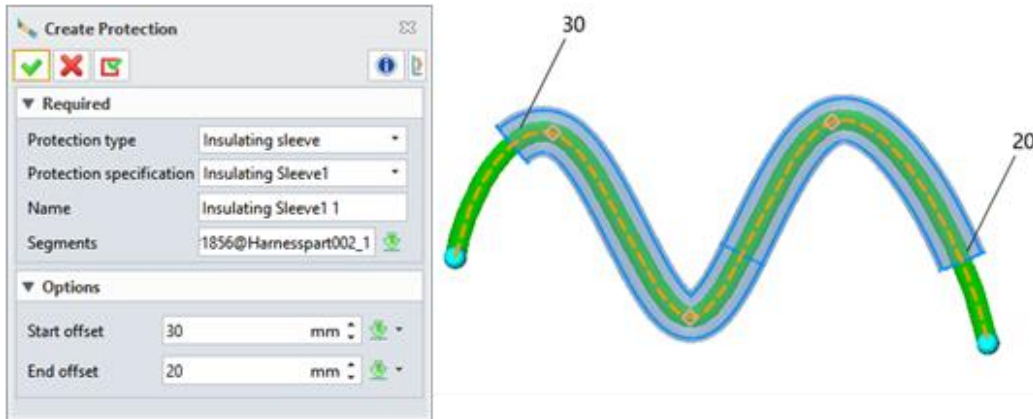 Create Protection
Required
Protection type Insulating sleeve
Protection specification Insulating Sleeve1
Name Insulating Sleeve1 1
Segments 1856@Harnesspart002_1
Options
Start offset 30 mm
End offset 20 mm
30
20